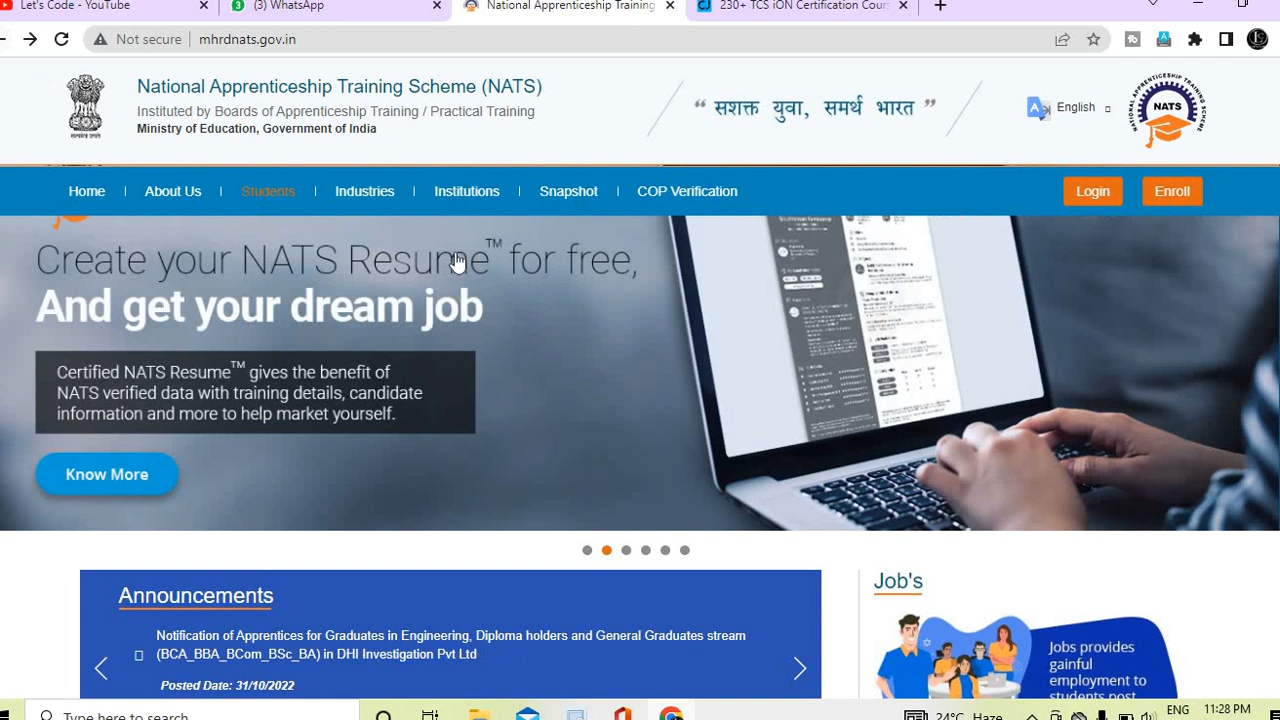 Let's Code - YouTube
(3) WhatsApp
National Apprenticeship Training
230+ TCS iON Certification Cours
Not secure
mhrdnats.gov.in
National Apprenticeship Training Scheme (NATS)
Instituted by Boards of Apprenticeship Training / Practical Training
Ministry of Education, Government of India
“ सशक्त युवा, समर्थ भारत ”
English
NATS
Home
About Us
Students
Industries
Institutions
Snapshot
COP Verification
Login
Enroll
Create your NATS Resume™ for free,
And get your dream job
Certified NATS Resume™ gives the benefit of
NATS verified data with training details, candidate
information and more to help market yourself.
Know More
Announcements
Notification of Apprentices for Graduates in Engineering, Diploma holders and General Graduates stream
(BCA_BBA_BCom_BSc_BA) in DHI Investigation Pvt Ltd
Posted Date: 31/10/2022
Job's
Jobs provides
gainful
employment to
students post
Type here to search
24°C Haze
ENG
11:28 PM